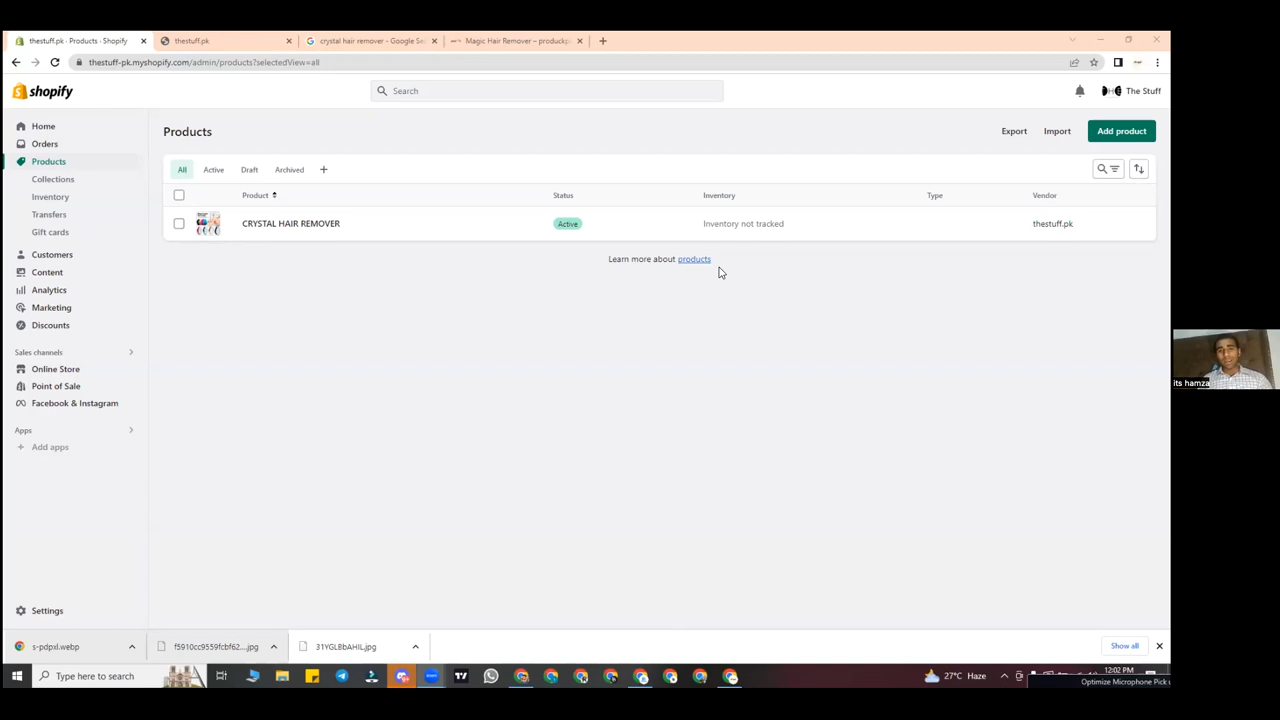 thestuff.pk · Products · Shopify
thestuff.pk
crystal hair remover - Google Se
Magic Hair Remover – produckpk
thestuff-pk.myshopify.com/admin/products?selectedView=all
shopify
Search
The Stuff
Home
Orders
Products
Collections
Inventory
Transfers
Gift cards
Customers
Content
Analytics
Marketing
Discounts
Sales channels
Online Store
Point of Sale
Facebook & Instagram
Apps
Add apps
Settings
Products
Export
Import
Add product
All
Active
Draft
Archived
Product
Status
Inventory
Type
Vendor
CRYSTAL HAIR REMOVER
Active
Inventory not tracked
thestuff.pk
Learn more about products
its hamza
s-pdpxl.webp
f5910cc9559fcbf62....jpg
31YGLBbAHIL.jpg
Show all
Type here to search
27°C Haze
12:02 PM
Optimize Microphone Pick u